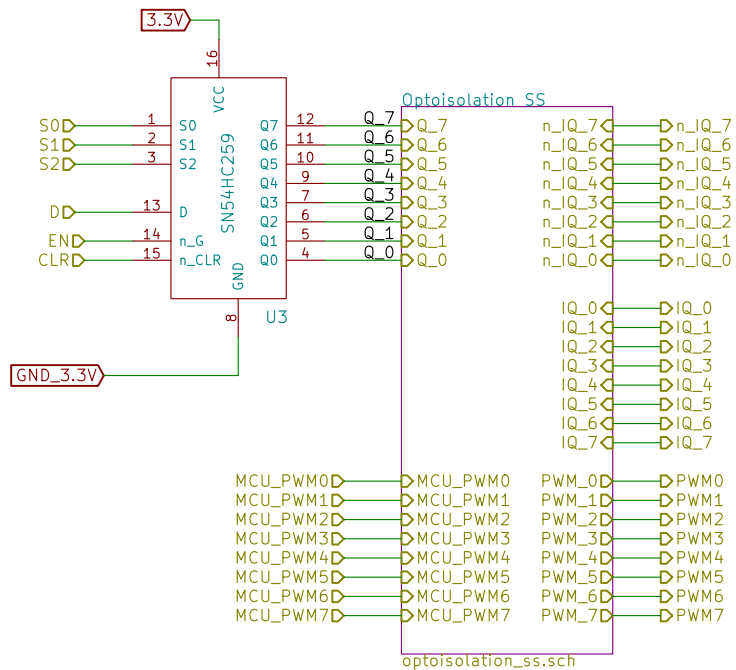 3.3V
16
VCC
Optoisolation SS
S0 1 S0 Q7 12 Q_7 Q_7 n_IQ_7 n_IQ_7
S1 2 S1 Q6 11 Q_6 Q_6 n_IQ_6 n_IQ_6
S2 3 S2 Q5 10 Q_5 Q_5 n_IQ_5 n_IQ_5
Q4 9 Q_4 Q_4 n_IQ_4 n_IQ_4
SN54HC259
Q3 7 Q_3 Q_3 n_IQ_3 n_IQ_3
D 13 D Q2 6 Q_2 Q_2 n_IQ_2 n_IQ_2
EN 14 n_G Q1 5 Q_1 Q_1 n_IQ_1 n_IQ_1
CLR 15 n_CLR Q0 4 Q_0 Q_0 n_IQ_0 n_IQ_0
GND
8
U3
IQ_0 IQ_0
IQ_1 IQ_1
IQ_2 IQ_2
IQ_3 IQ_3
IQ_4 IQ_4
IQ_5 IQ_5
IQ_6 IQ_6
IQ_7 IQ_7
GND_3.3V
MCU_PWM0 MCU_PWM0 PWM_0 PWM0
MCU_PWM1 MCU_PWM1 PWM_1 PWM1
MCU_PWM2 MCU_PWM2 PWM_2 PWM2
MCU_PWM3 MCU_PWM3 PWM_3 PWM3
MCU_PWM4 MCU_PWM4 PWM_4 PWM4
MCU_PWM5 MCU_PWM5 PWM_5 PWM5
MCU_PWM6 MCU_PWM6 PWM_6 PWM6
MCU_PWM7 MCU_PWM7 PWM_7 PWM7
optoisolation_ss.sch